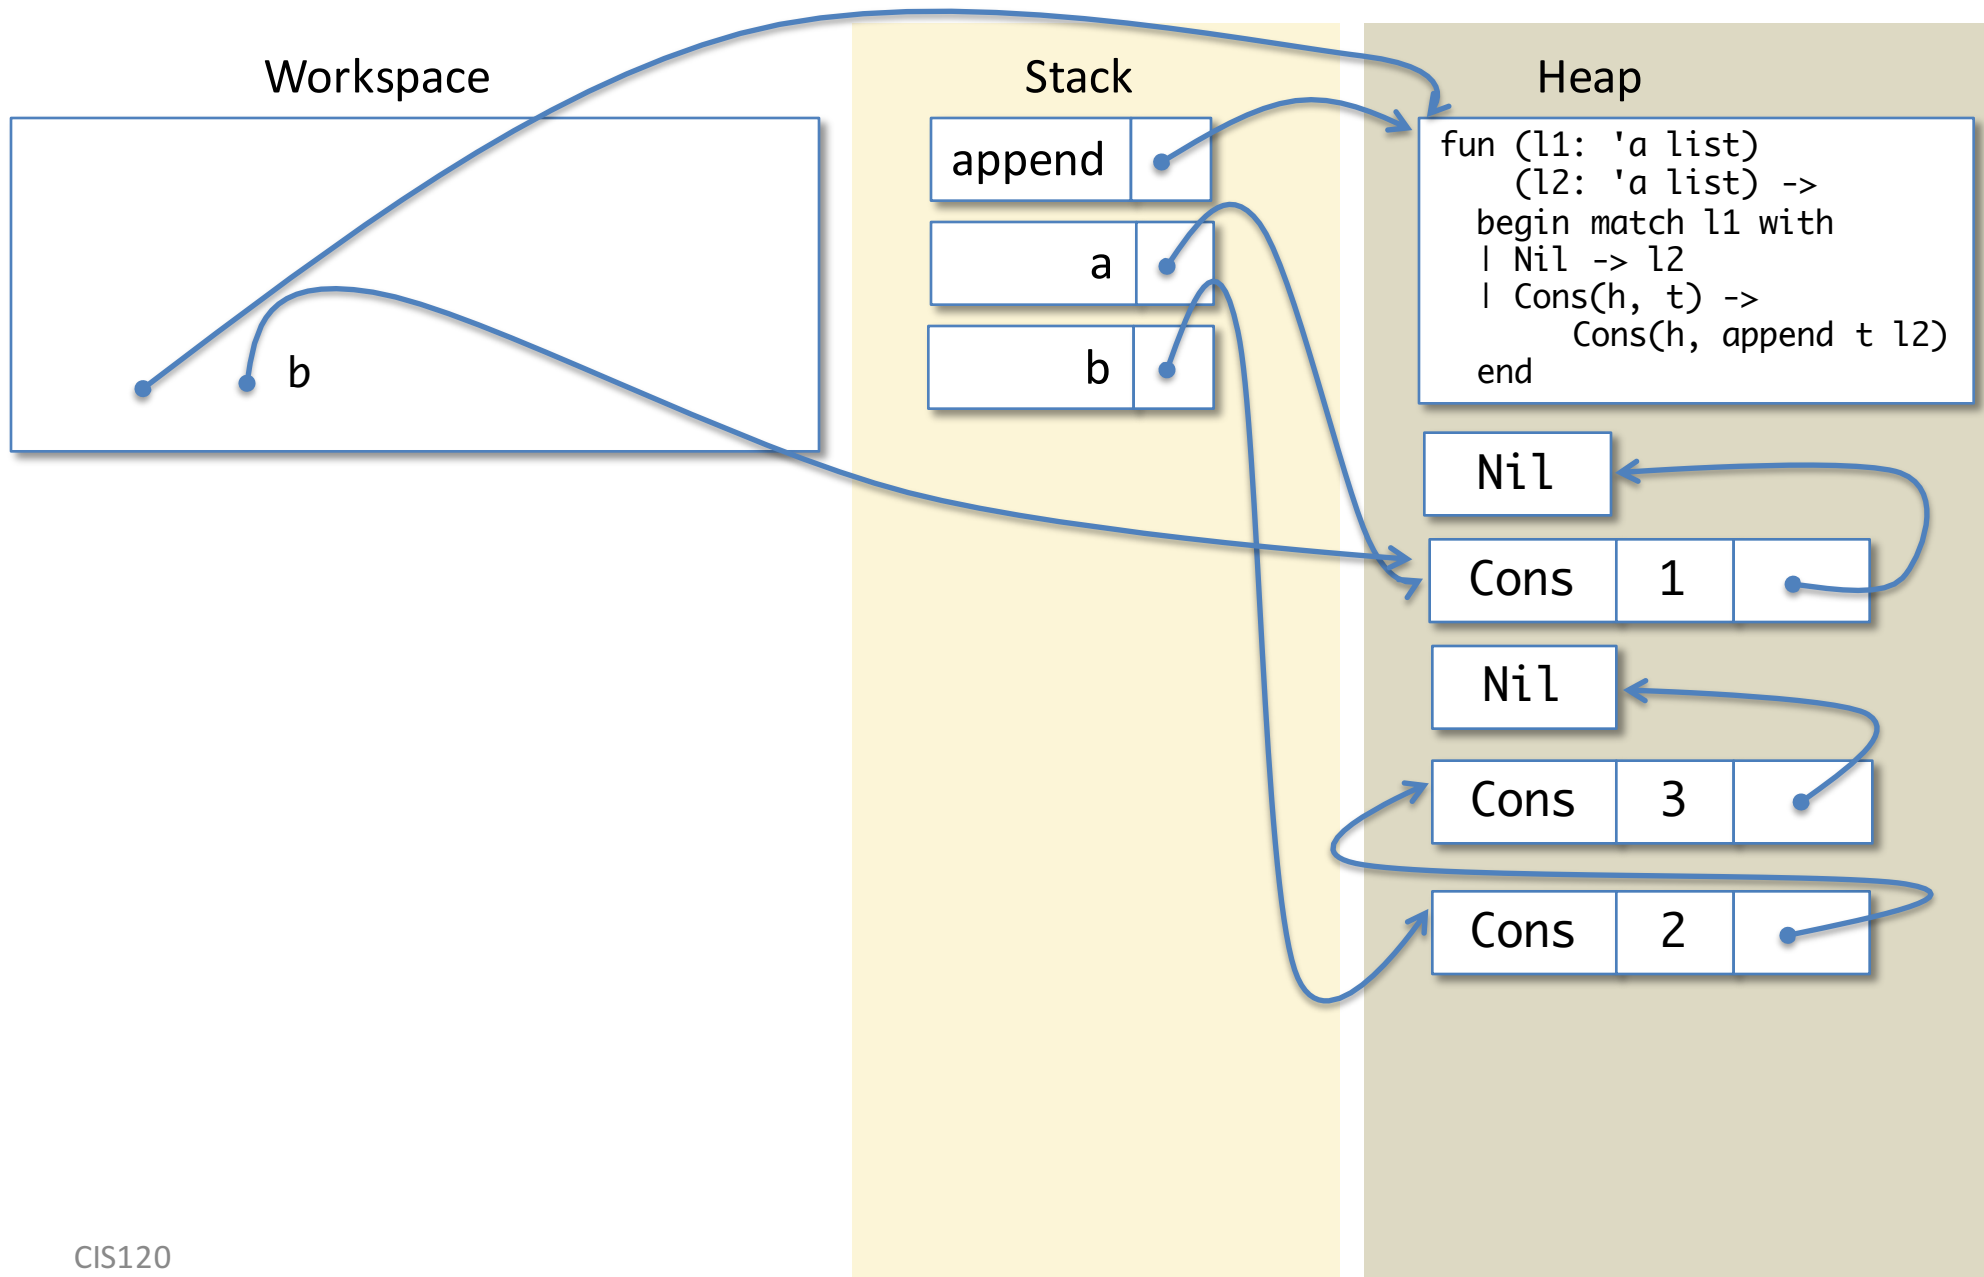 Workspace
Stack
Heap
b
append
a
b
fun (l1: 'a list)
    (l2: 'a list) ->
  begin match l1 with
  | Nil -> l2
  | Cons(h, t) ->
       Cons(h, append t l2)
  end
Nil
Cons 1
Nil
Cons 3
Cons 2
CIS120